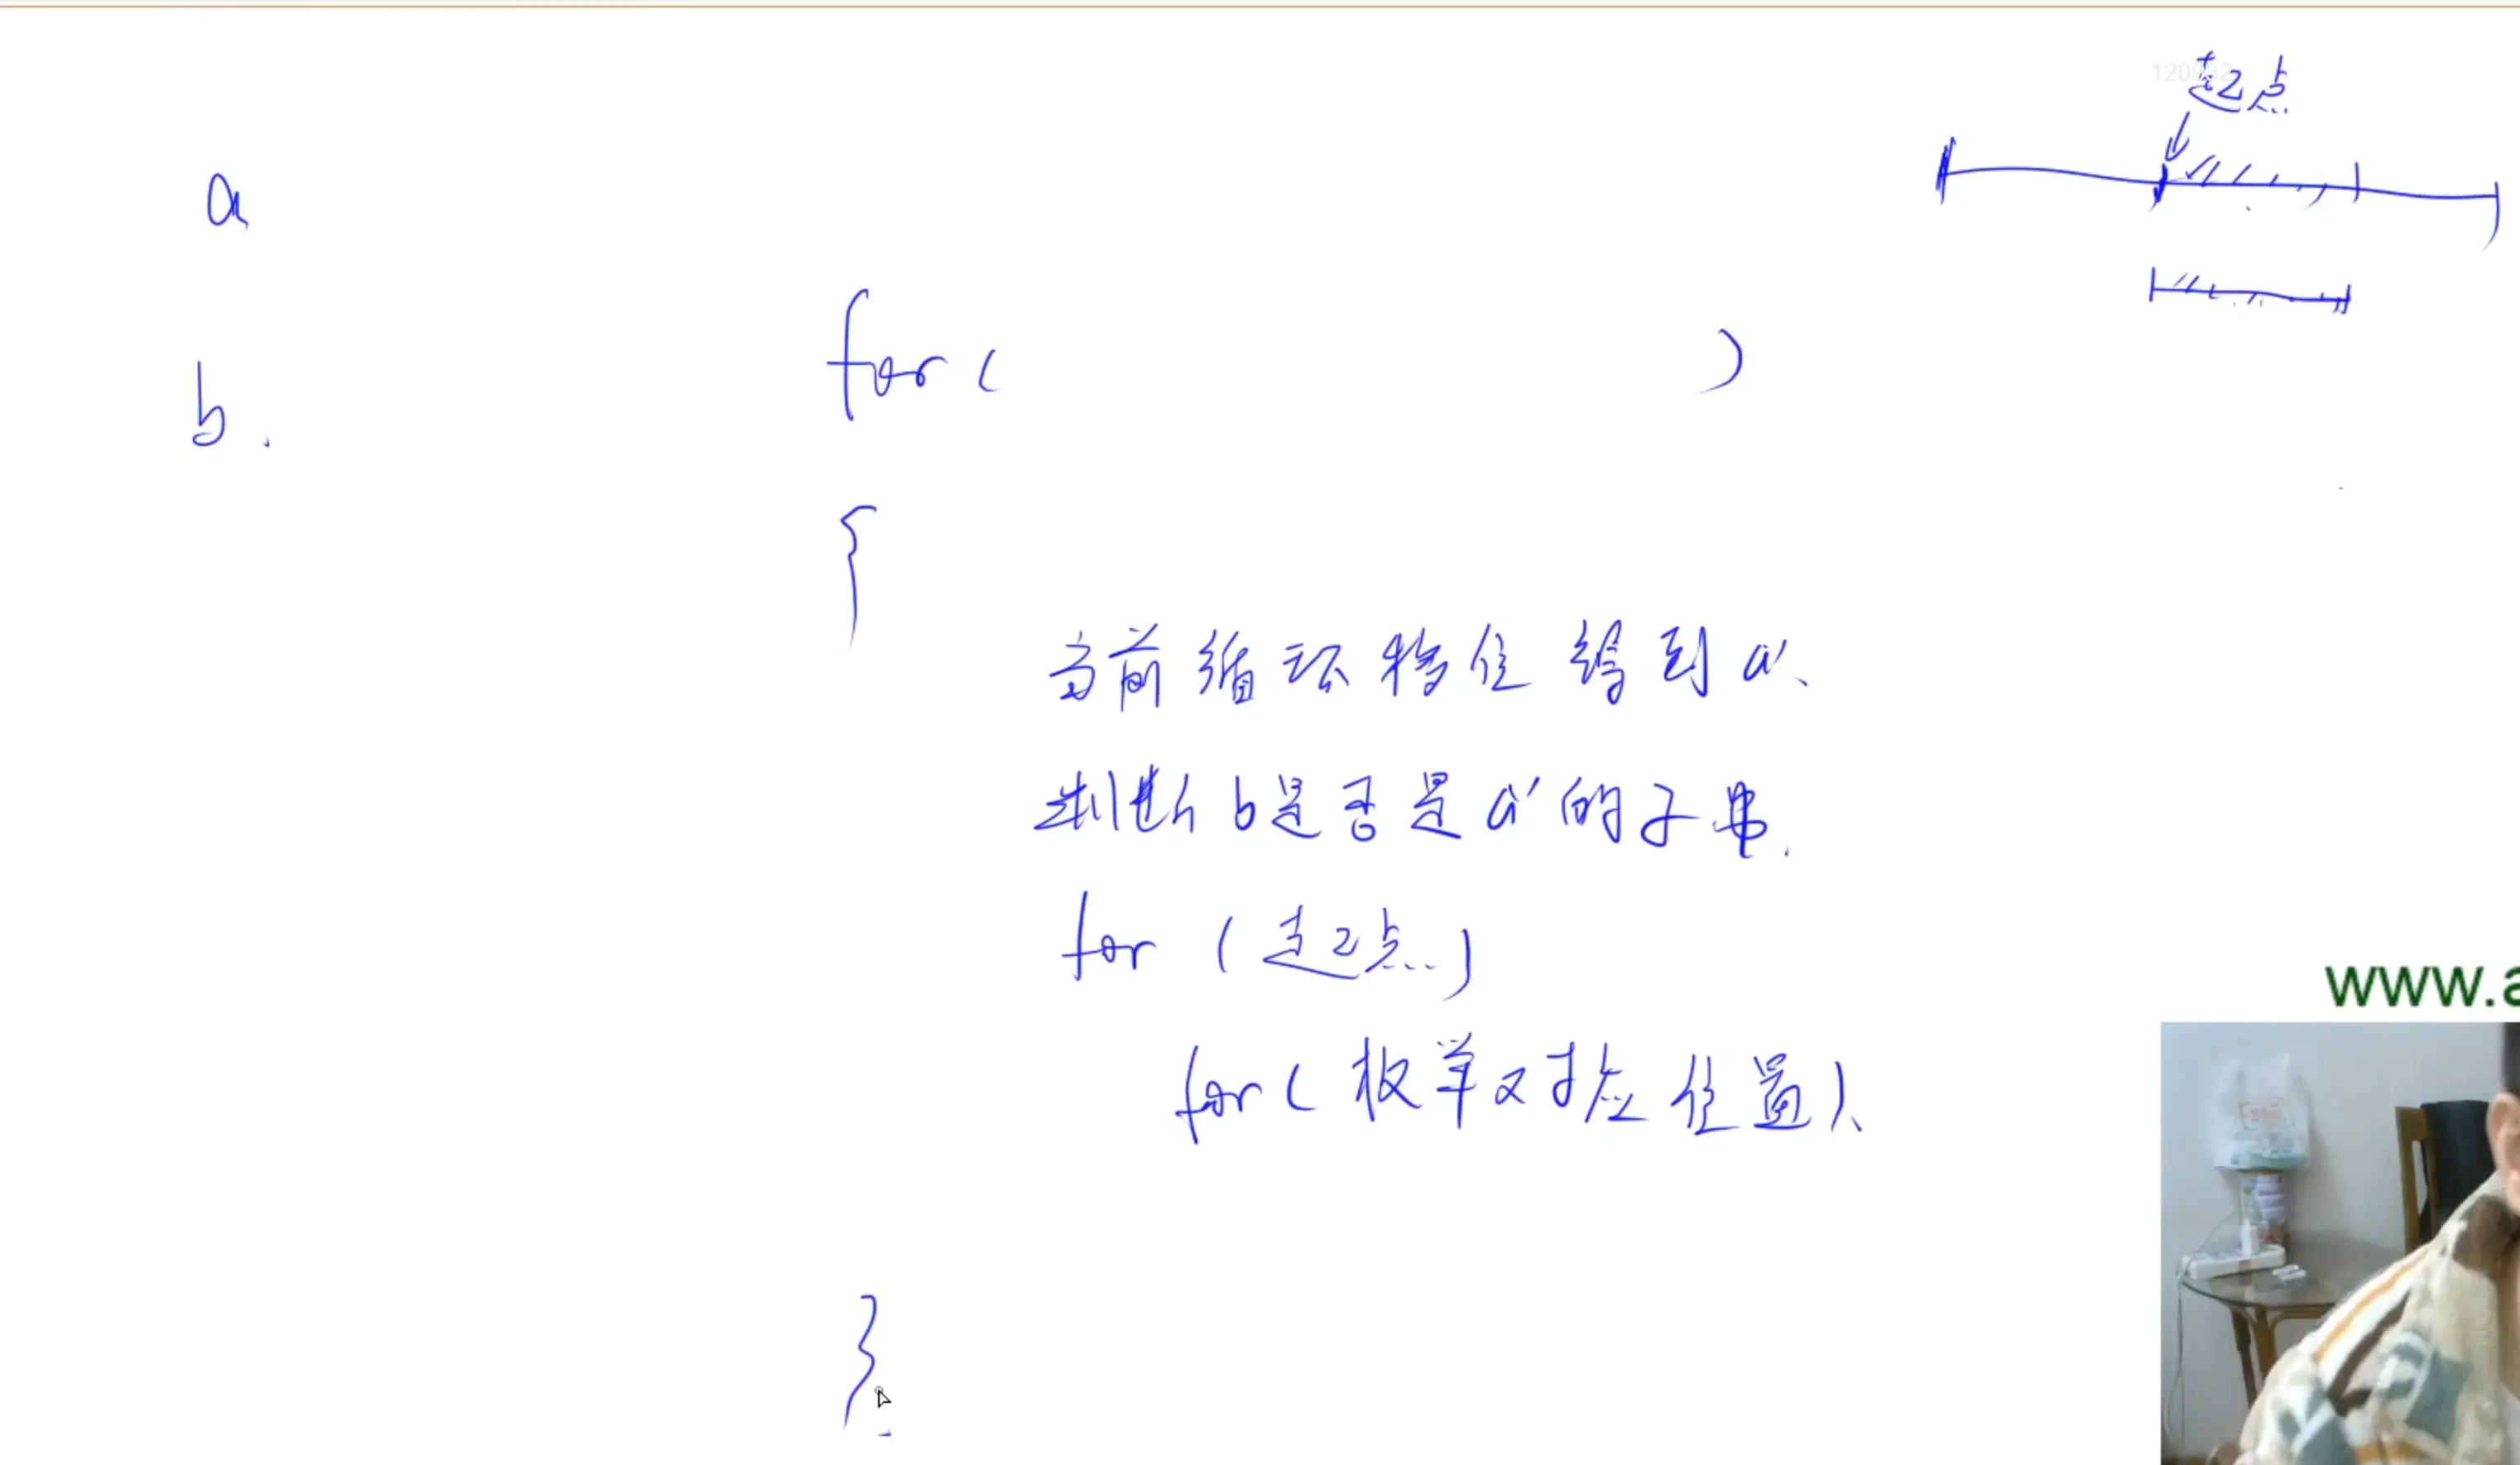 起点
a
for( )
b.
{
当前循环移位得到a'、
判断b是否是a'的子串.
for (起点)
for(枚举对应位置)、
}
www.a